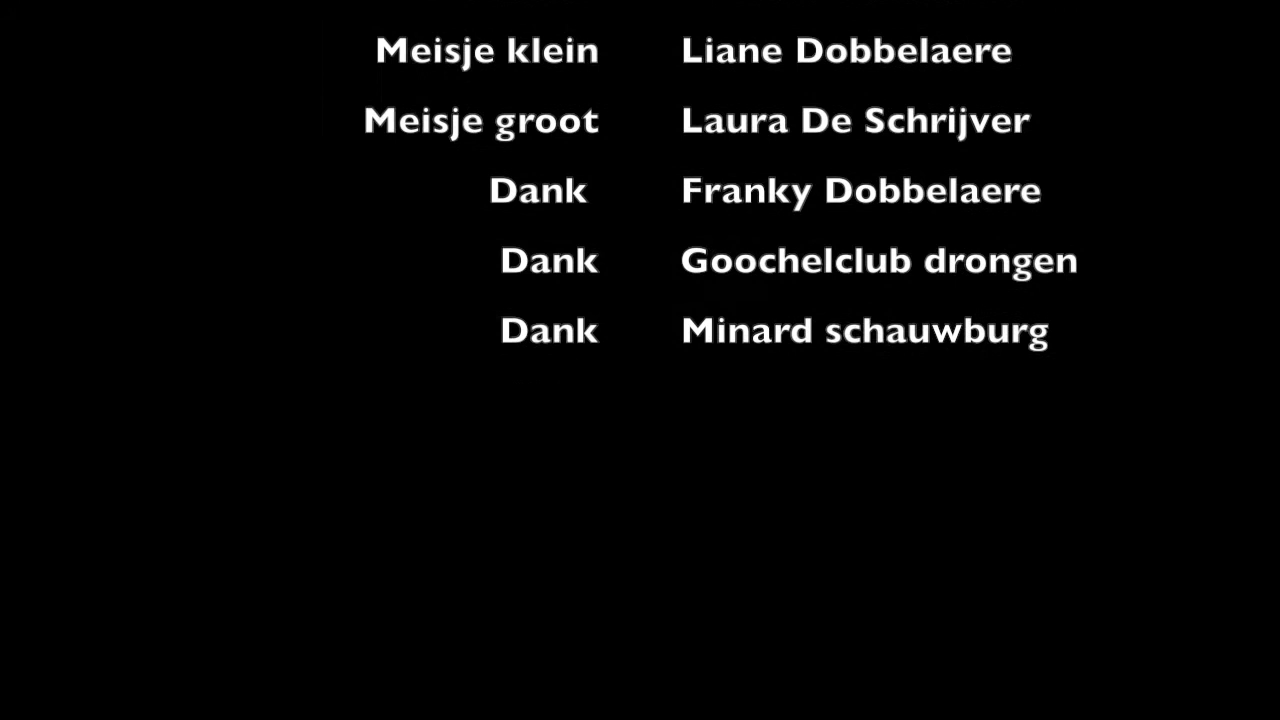 Meisje klein Liane Dobbelaere
Meisje groot Laura De Schrijver
Dank Franky Dobbelaere
Dank Goochelclub drongen
Dank Minard schauwburg